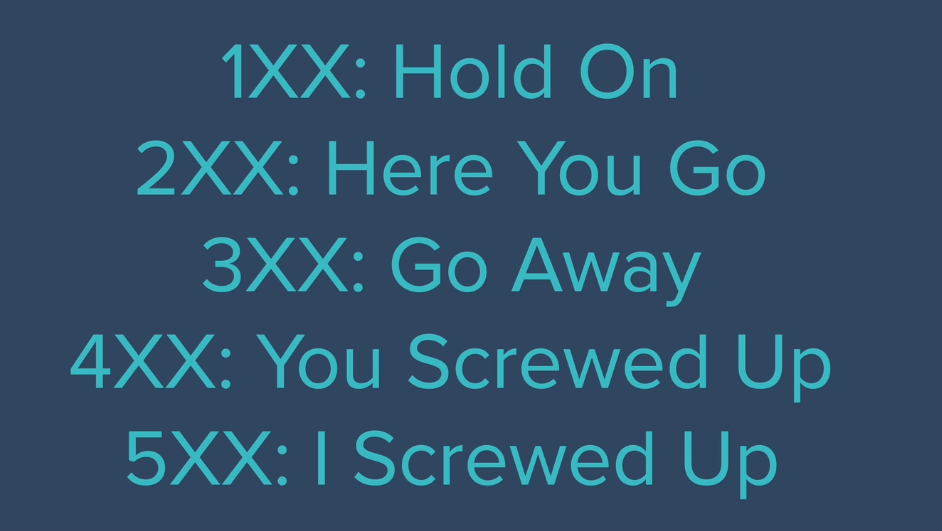 1XX: Hold On
2XX: Here You Go
3XX: Go Away
4XX: You Screwed Up
5XX: I Screwed Up